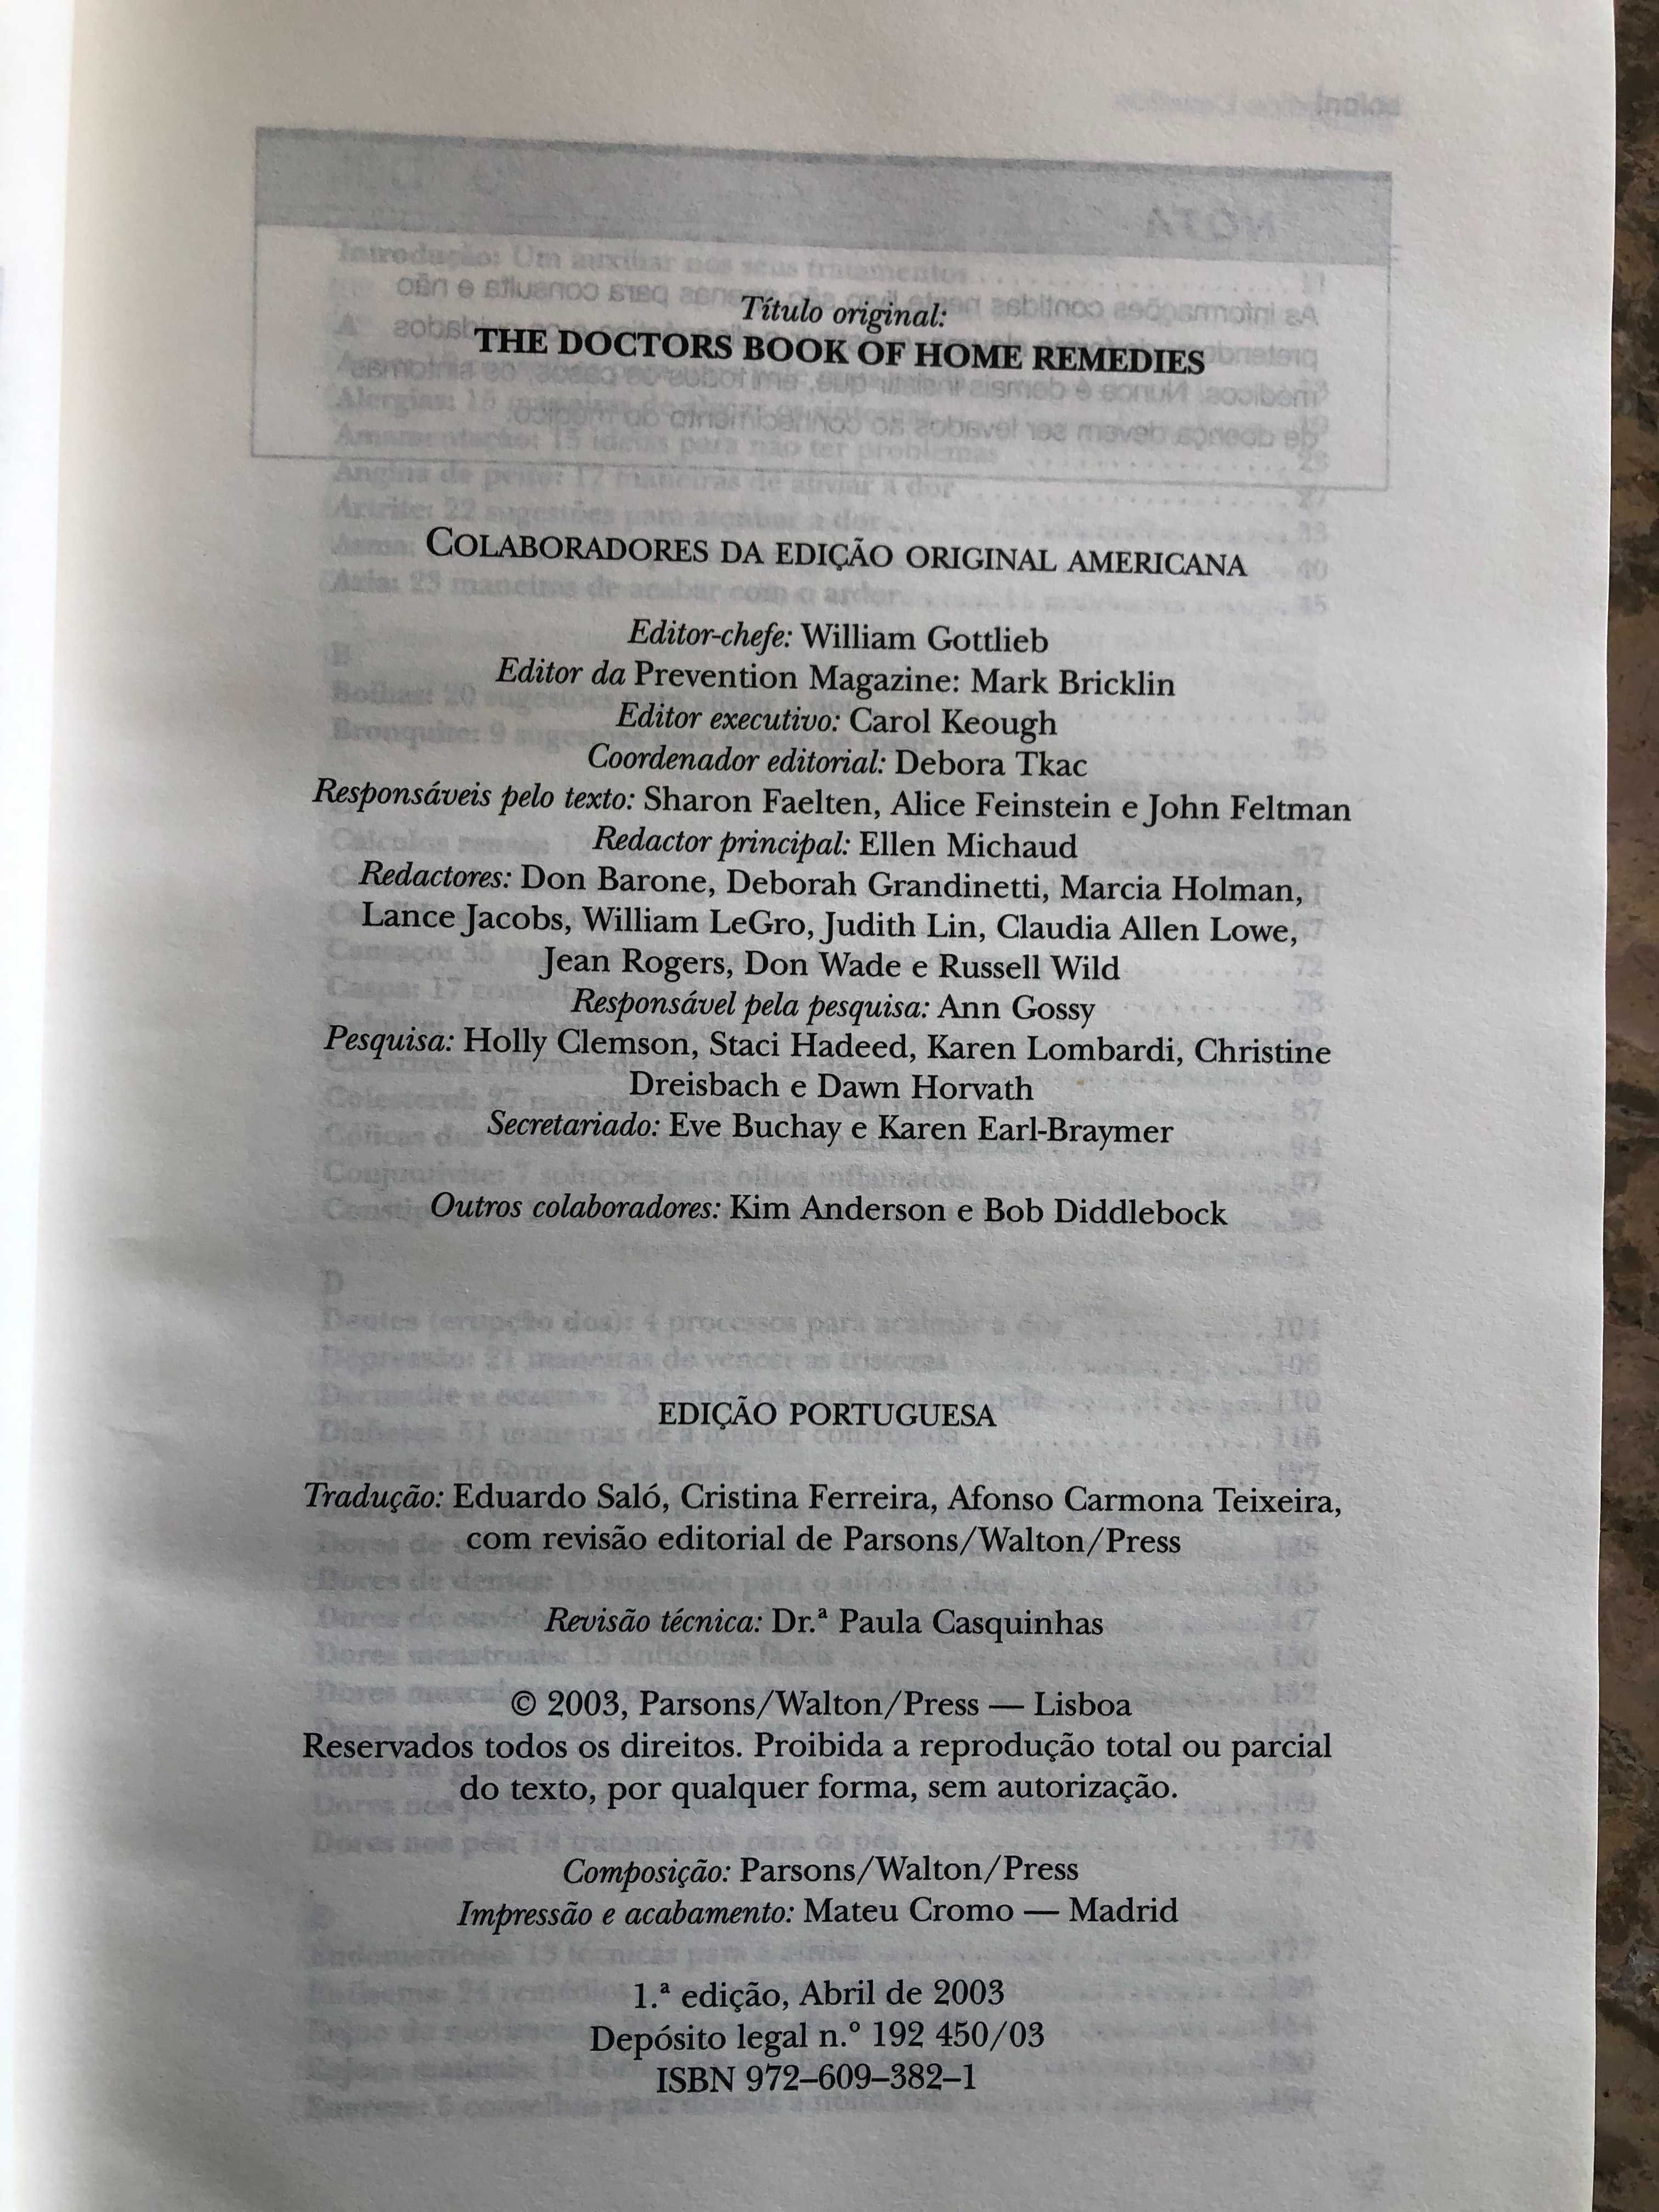 Título original:
THE DOCTORS BOOK OF HOME REMEDIES
COLABORADORES DA EDIÇÃO ORIGINAL AMERICANA
Editor-chefe: William Gottlieb
Editor da Prevention Magazine: Mark Bricklin
Editor executivo: Carol Keough
Coordenador editorial: Debora Tkac
Responsáveis pelo texto: Sharon Faelten, Alice Feinstein e John Feltman
Redactor principal: Ellen Michaud
Redactores: Don Barone, Deborah Grandinetti, Marcia Holman,
Lance Jacobs, William LeGro, Judith Lin, Claudia Allen Lowe,
Jean Rogers, Don Wade e Russell Wild
Responsável pela pesquisa: Ann Gossy
Pesquisa: Holly Clemson, Staci Hadeed, Karen Lombardi, Christine
Dreisbach e Dawn Horvath
Secretariado: Eve Buchay e Karen Earl-Braymer
Outros colaboradores: Kim Anderson e Bob Diddlebock
EDIÇÃO PORTUGUESA
Tradução: Eduardo Saló, Cristina Ferreira, Afonso Carmona Teixeira,
com revisão editorial de Parsons/Walton/Press
Revisão técnica: Dr.ª Paula Casquinhas
© 2003, Parsons/Walton/Press — Lisboa
Reservados todos os direitos. Proibida a reprodução total ou parcial
do texto, por qualquer forma, sem autorização.
Composição: Parsons/Walton/Press
Impressão e acabamento: Mateu Cromo — Madrid
1.ª edição, Abril de 2003
Depósito legal n.º 192 450/03
ISBN 972–609–382–1